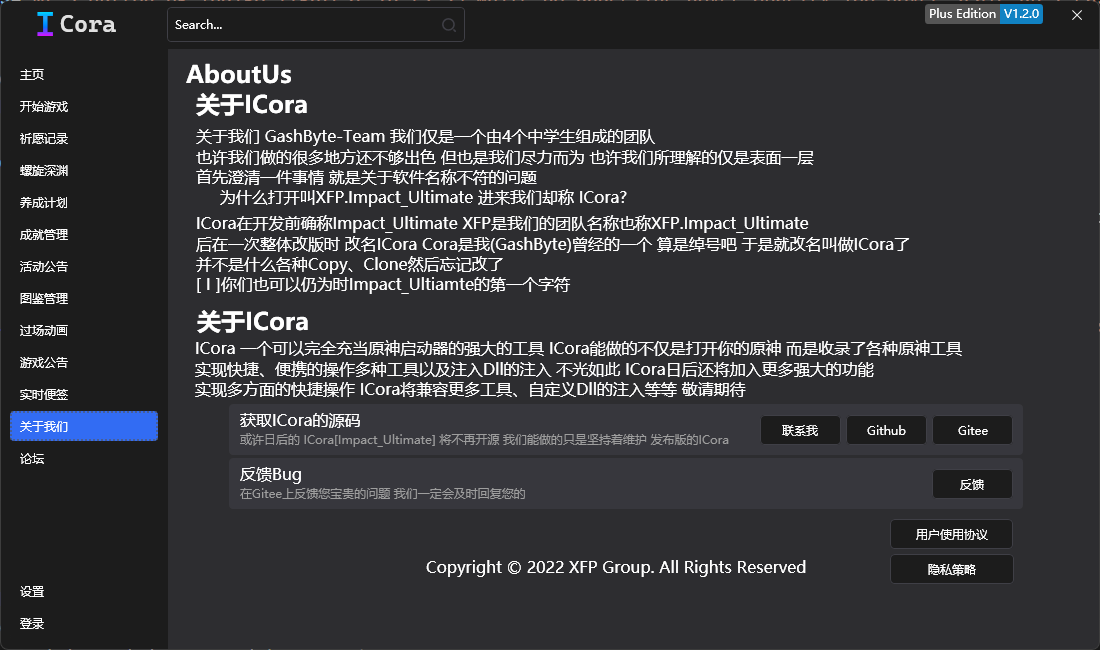 I Cora
Search...
Plus Edition V1.2.0
主页
开始游戏
祈愿记录
螺旋深渊
养成计划
成就管理
活动公告
图鉴管理
过场动画
游戏公告
实时便签
关于我们
论坛
设置
登录
AboutUs
关于ICora
关于我们 GashByte-Team 我们仅是一个由4个中学生组成的团队
也许我们做的很多地方还不够出色 但也是我们尽力而为 也许我们所理解的仅是表面一层
首先澄清一件事情 就是关于软件名称不符的问题
为什么打开叫XFP.Impact_Ultimate 进来我们却称 ICora?
ICora在开发前确称Impact_Ultimate XFP是我们的团队名称也称XFP.Impact_Ultimate
后在一次整体改版时 改名ICora Cora是我(GashByte)曾经的一个 算是绰号吧 于是就改名叫做ICora了
并不是什么各种Copy、Clone然后忘记改了
[ I ]你们也可以仍为时Impact_Ultiamte的第一个字符
关于ICora
ICora 一个可以完全充当原神启动器的强大的工具 ICora能做的不仅是打开你的原神 而是收录了各种原神工具
实现快捷、便携的操作多种工具以及注入Dll的注入 不光如此 ICora日后还将加入更多强大的功能
实现多方面的快捷操作 ICora将兼容更多工具、自定义Dll的注入等等 敬请期待
获取ICora的源码
或许日后的 ICora[Impact_Ultimate] 将不再开源 我们能做的只是坚持着维护 发布版的ICora
联系我
Github
Gitee
反馈Bug
在Gitee上反馈您宝贵的问题 我们一定会及时回复您的
反馈
用户使用协议
Copyright © 2022 XFP Group. All Rights Reserved
隐私策略